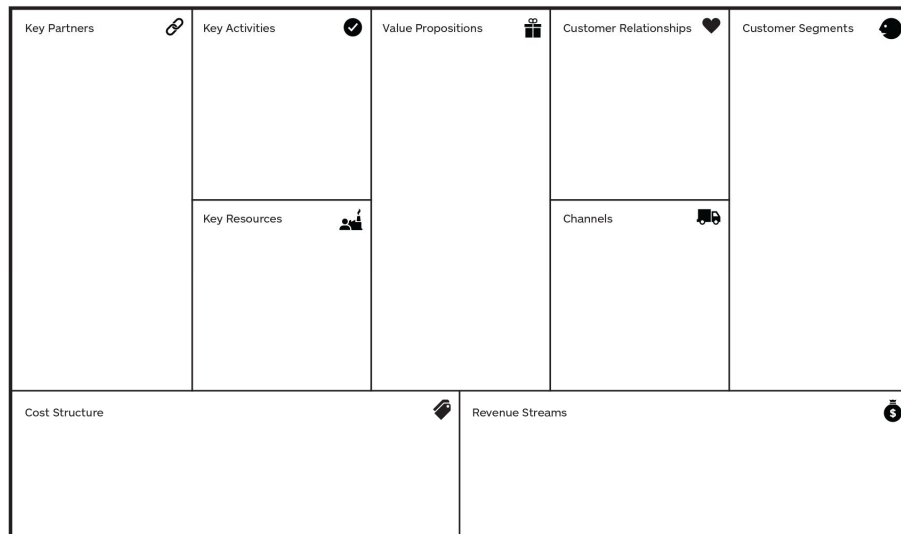 Key Partners
Key Activities
Value Propositions
Customer Relationships
Customer Segments
Key Resources
Channels
Cost Structure
Revenue Streams
$